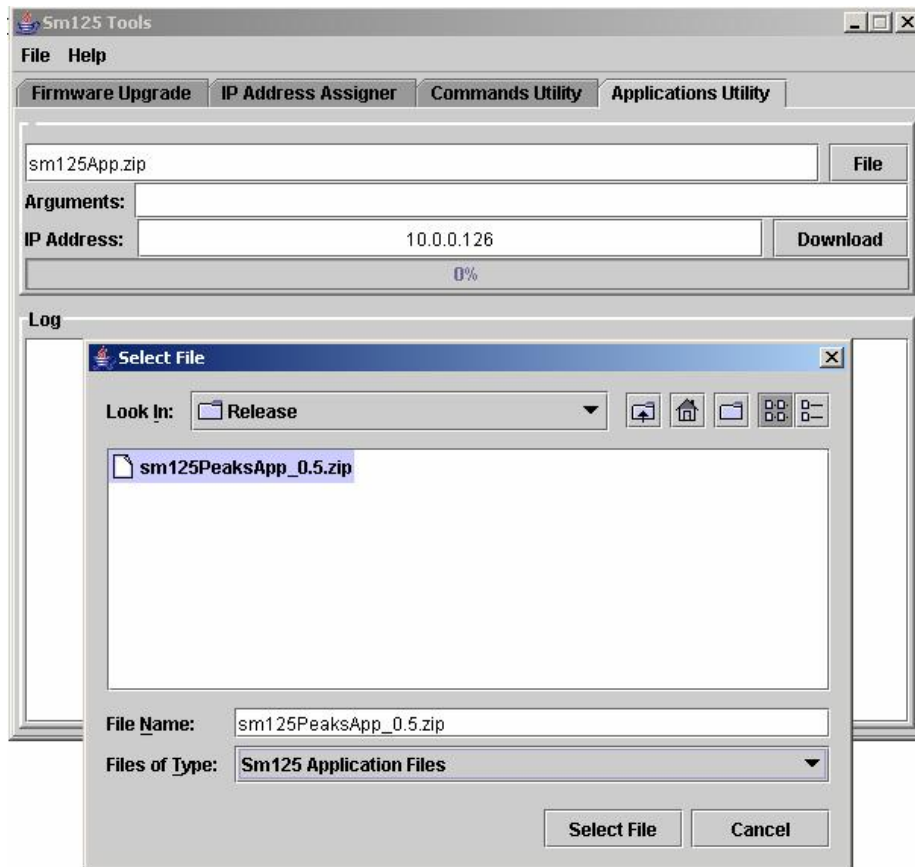 Sm125 Tools
File Help
Firmware Upgrade IP Address Assigner Commands Utility Applications Utility
sm125App.zip File
Arguments:
IP Address: 10.0.0.126 Download
0%
Log
Select File
Look In: Release
sm125PeaksApp_0.5.zip
File Name: sm125PeaksApp_0.5.zip
Files of Type: Sm125 Application Files
Select File Cancel